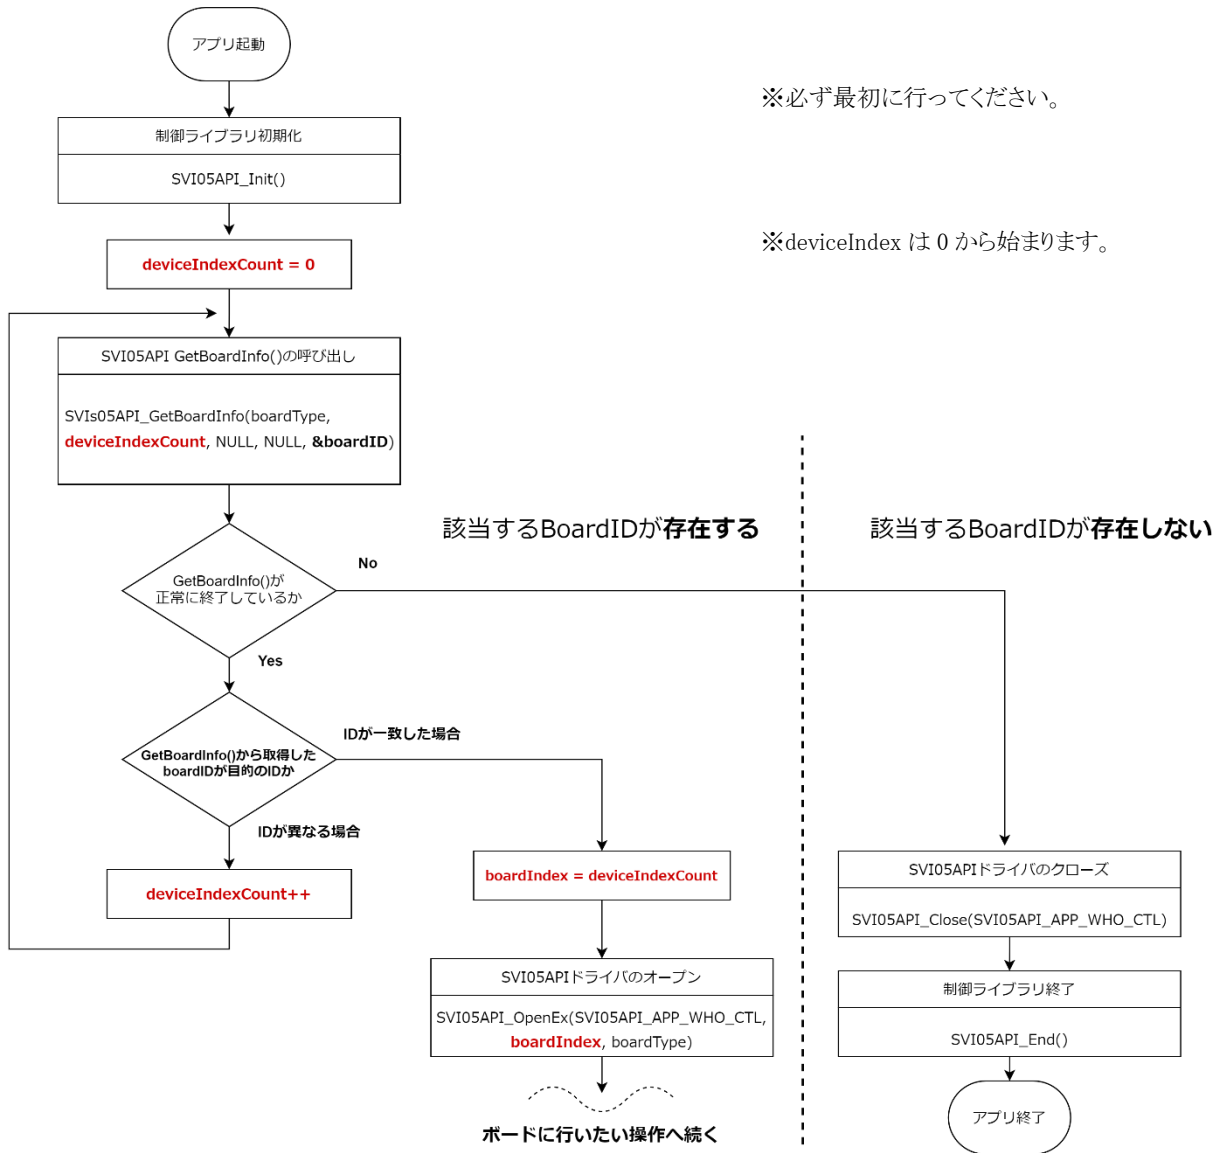 アプリ起動
※必ず最初に行ってください。
制御ライブラリ初期化
SVI05API_Init()
※deviceIndex は 0 から始まります。
deviceIndexCount = 0
SVI05API GetBoardInfo()の呼び出し
SVIs05API_GetBoardInfo(boardType,
deviceIndexCount, NULL, NULL, &boardID)
該当するBoardIDが存在する
該当するBoardIDが存在しない
GetBoardInfo()が
正常に終了しているか
No
Yes
GetBoardInfo()から取得した
boardIDが目的のIDか
IDが一致した場合
IDが異なる場合
deviceIndexCount++
boardIndex = deviceIndexCount
SVI05APIドライバのオープン
SVI05API_OpenEx(SVI05API_APP_WHO_CTL,
boardIndex, boardType)
ボードに行いたい操作へ続く
SVI05APIドライバのクローズ
SVI05API_Close(SVI05API_APP_WHO_CTL)
制御ライブラリ終了
SVI05API_End()
アプリ終了